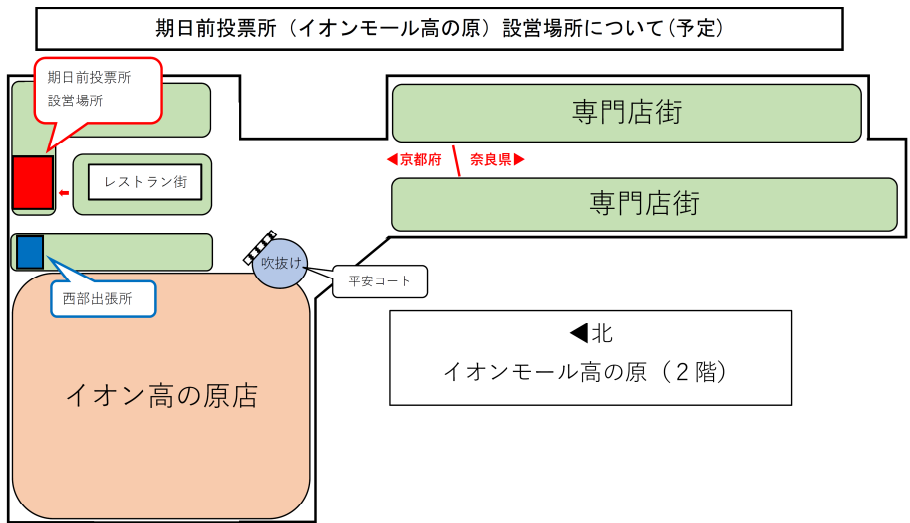 期日前投票所（イオンモール高の原）設営場所について(予定)
期日前投票所
設営場所
専門店街
◀京都府 奈良県▶
レストラン街
専門店街
吹抜け
平安コート
西部出張所
◀北
イオンモール高の原（２階）
イオン高の原店